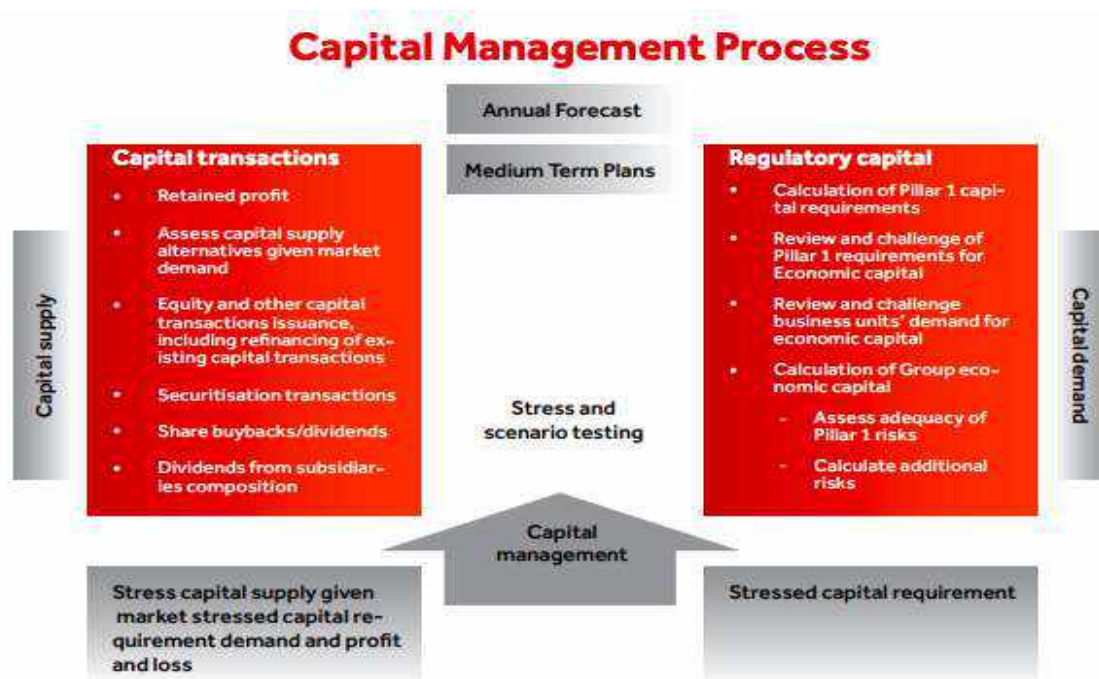 Capital Management Process
Annual Forecast
Medium Term Plans
Capital supply
Capital transactions
• Retained profit
• Assess capital supply
alternatives given market
demand
• Equity and other capital
transactions issuance,
including refinancing of ex-
isting capital transactions
• Securitisation transactions
• Share buybacks/dividends
• Dividends from subsidiar-
ies composition
Stress and
scenario testing
Capital
management
Regulatory capital
• Calculation of Pillar 1 capi-
tal requirements
• Review and challenge of
Pillar 1 requirements for
Economic capital
• Review and challenge
business units' demand for
economic capital
• Calculation of Group eco-
nomic capital
- Assess adequacy of
Pillar 1 risks
- Calculate additional
risks
Capital demand
Stress capital supply given
market stressed capital re-
quirement demand and profit
and loss
Stressed capital requirement